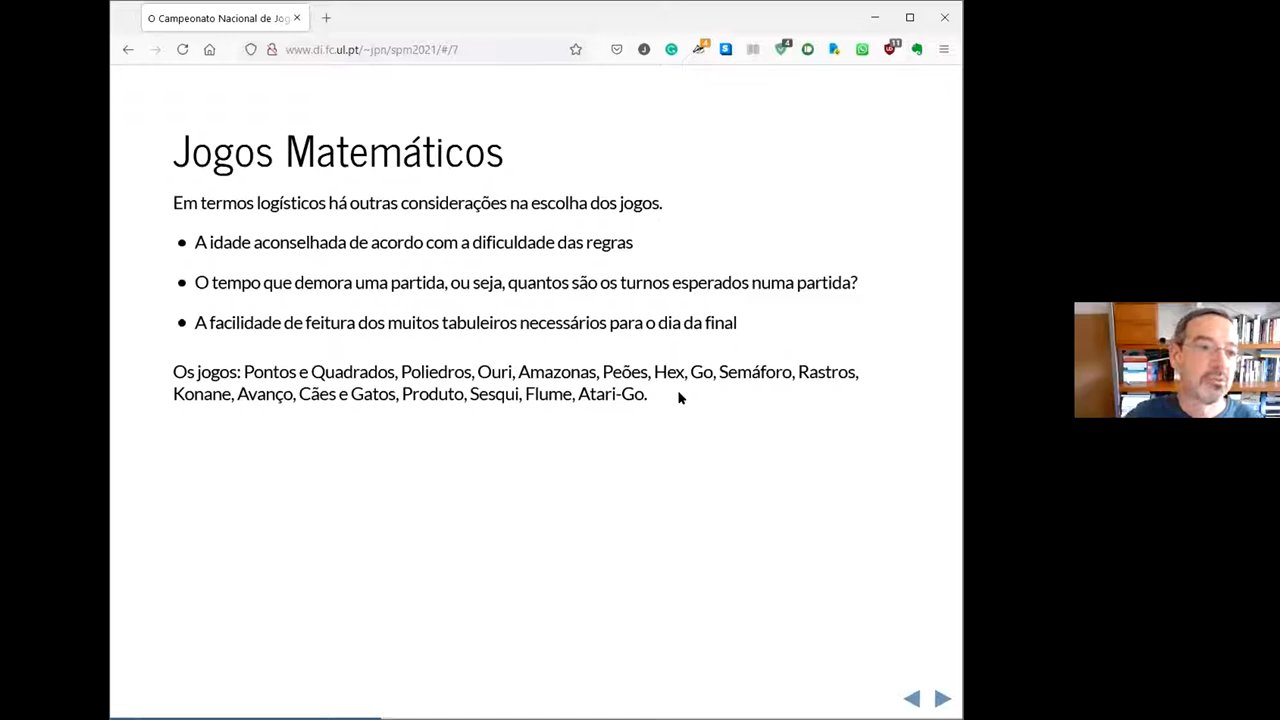 O Campeonato Nacional de Jog
www.di.fc.ul.pt/~jpn/spm2021/#/7
4
4
11
Jogos Matemáticos
Em termos logísticos há outras considerações na escolha dos jogos.
• A idade aconselhada de acordo com a dificuldade das regras
• O tempo que demora uma partida, ou seja, quantos são os turnos esperados numa partida?
• A facilidade de feitura dos muitos tabuleiros necessários para o dia da final
Os jogos: Pontos e Quadrados, Poliedros, Ouri, Amazonas, Peões, Hex, Go, Semáforo, Rastros,
Konane, Avanço, Cães e Gatos, Produto, Sesqui, Flume, Atari-Go.